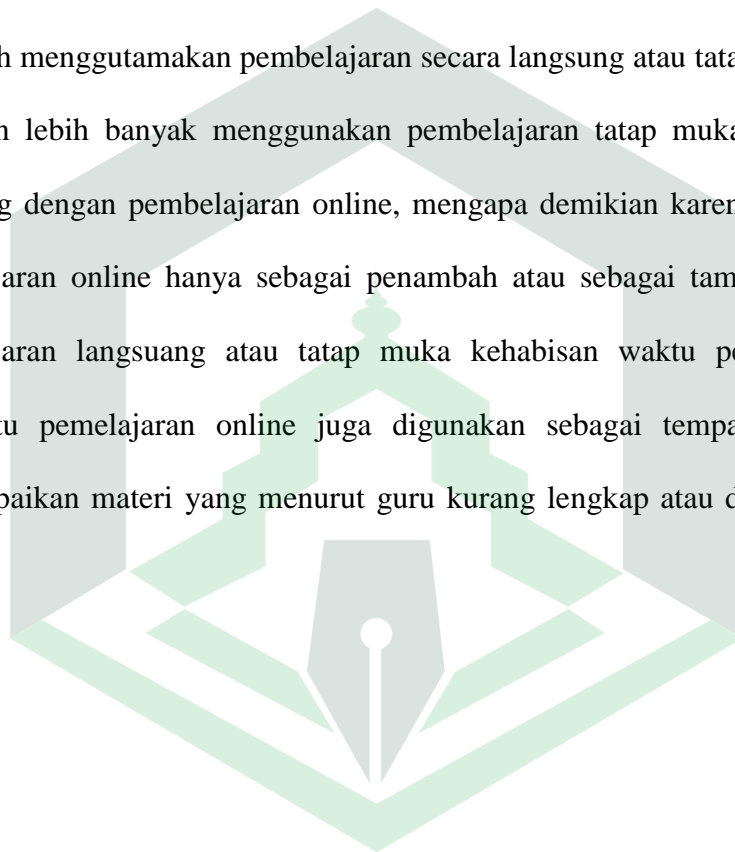 h menggutamakan pembelajaran secara langsung atau tata
n lebih banyak menggunakan pembelajaran tatap muka
g dengan pembelajaran online, mengapa demikian karen
aran online hanya sebagai penambah atau sebagai tam
aran langsuang atau tatap muka kehabisan waktu pe
tu pemelajaran online juga digunakan sebagai tempa
paikan materi yang menurut guru kurang lengkap atau d